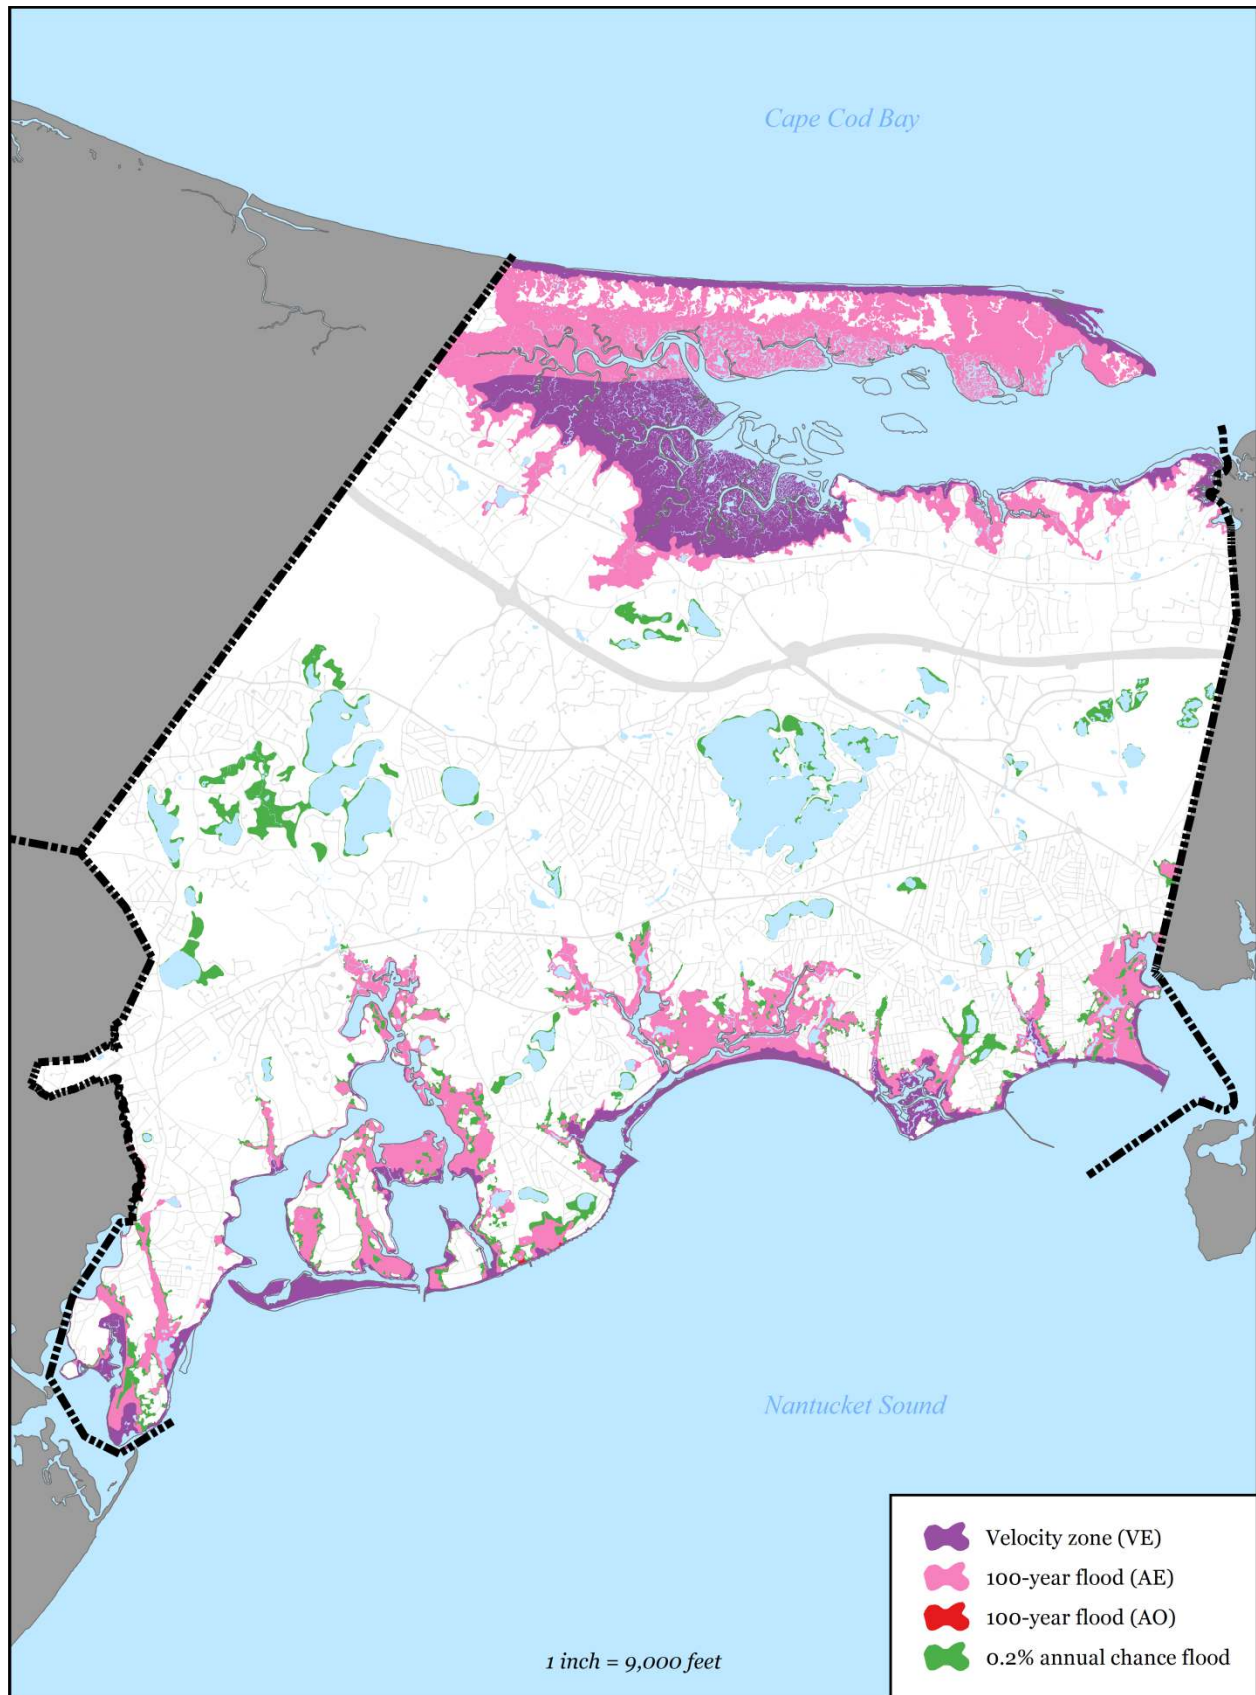 Cape Cod Bay
Nantucket Sound
Velocity zone (VE)
100-year flood (AE)
100-year flood (AO)
0.2% annual chance flood
1 inch = 9,000 feet